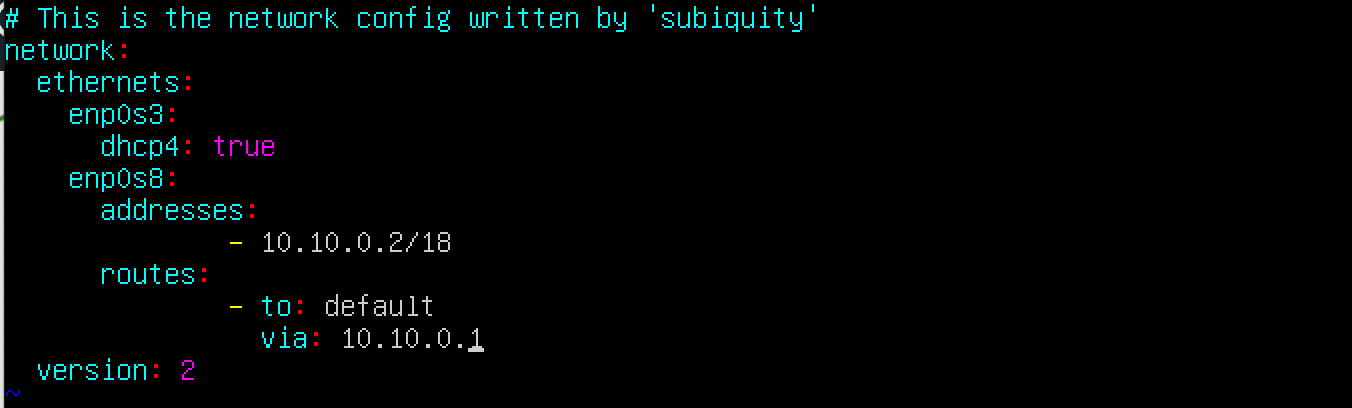 # This is the network config written by 'subiquity'
network:
  ethernets:
    enp0s3:
      dhcp4: true
    enp0s8:
      addresses:
              - 10.10.0.2/18
      routes:
              - to: default
                via: 10.10.0.1
  version: 2
~